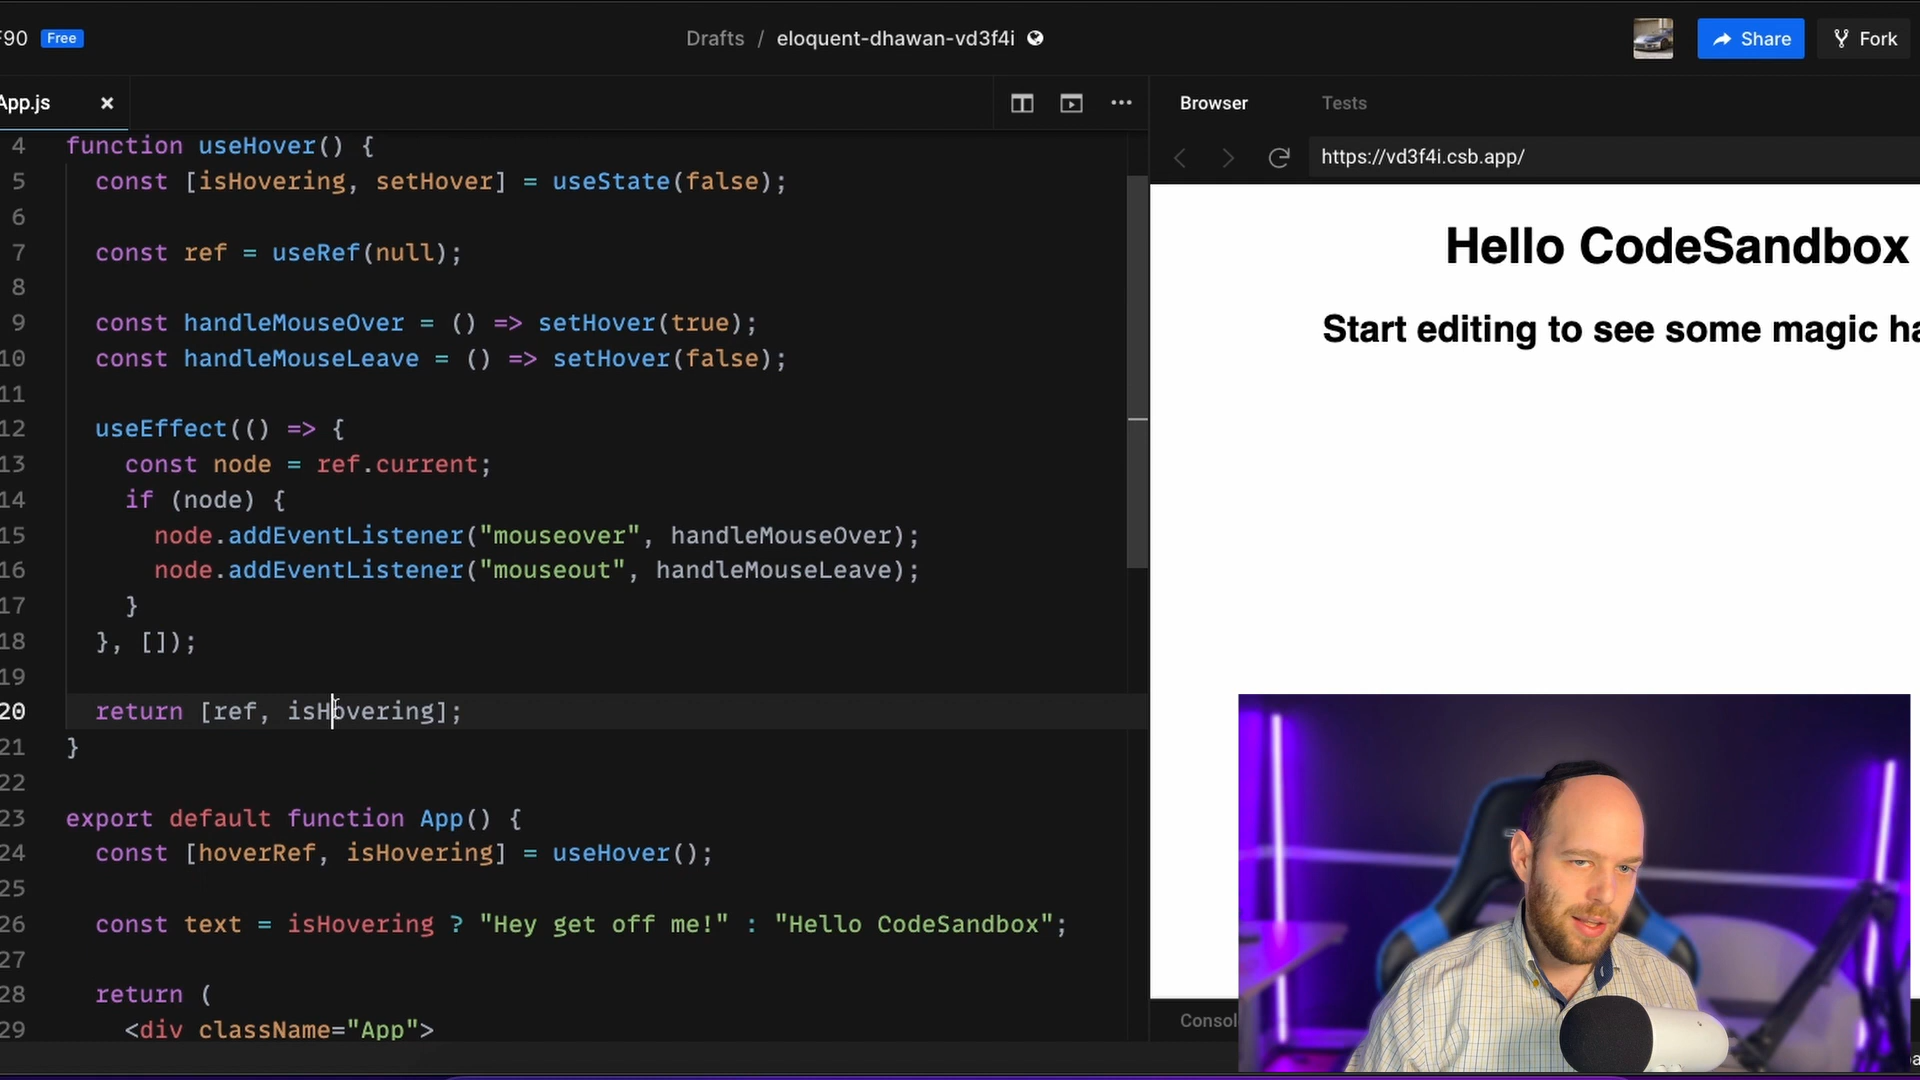 F90 Free Drafts / eloquent-dhawan-vd3f4i Share Fork
App.js × Browser Tests
https://vd3f4i.csb.app/
4 function useHover() {
5 const [isHovering, setHover] = useState(false);
6
7 const ref = useRef(null);
8
9 const handleMouseOver = () => setHover(true);
10 const handleMouseLeave = () => setHover(false);
11
12 useEffect(() => {
13 const node = ref.current;
14 if (node) {
15 node.addEventListener("mouseover", handleMouseOver);
16 node.addEventListener("mouseout", handleMouseLeave);
17 }
18 }, []);
19
20 return [ref, isHovering];
21 }
22
23 export default function App() {
24 const [hoverRef, isHovering] = useHover();
25
26 const text = isHovering ? "Hey get off me!" : "Hello CodeSandbox";
27
28 return (
29 <div className="App">
Hello CodeSandbox
Start editing to see some magic ha
Consol